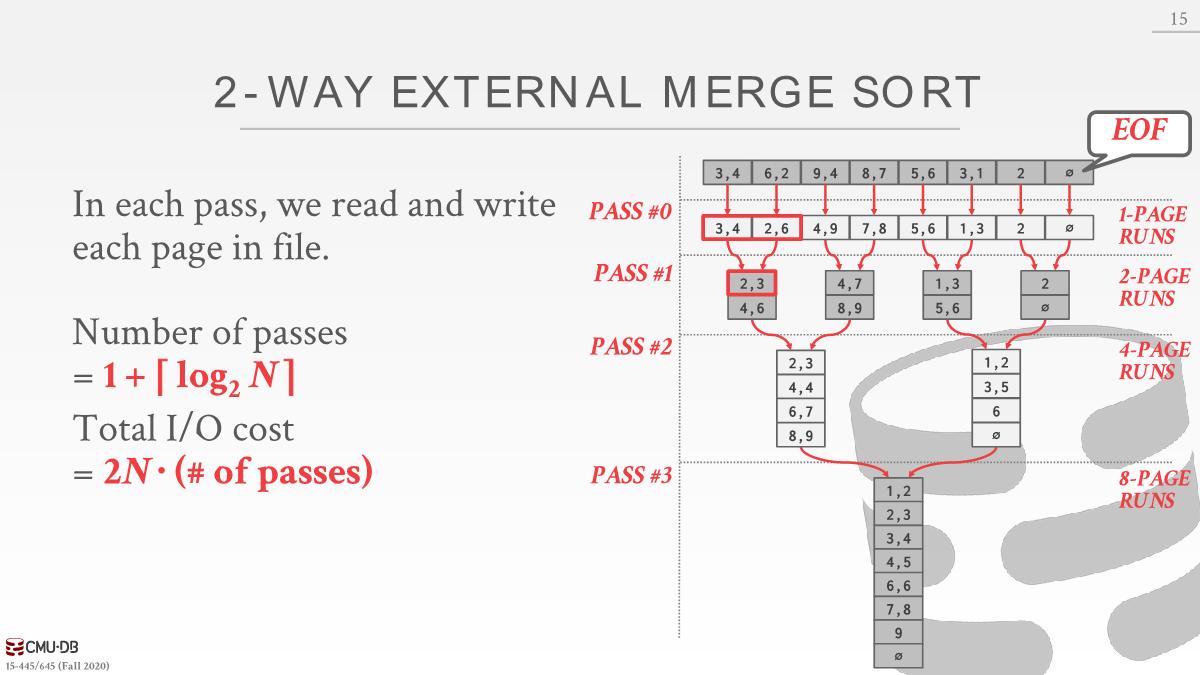 15
2-WAY EXTERNAL MERGE SORT
In each pass, we read and write
each page in file.
Number of passes
= 1 + ⌈ log₂ N ⌉
Total I/O cost
= 2N · (# of passes)
EOF
3,4 6,2 9,4 8,7 5,6 3,1 2 ∅
PASS #0
3,4 2,6 4,9 7,8 5,6 1,3 2 ∅
1-PAGE
RUNS
PASS #1
2,3 4,7 1,3 2
4,6 8,9 5,6 ∅
2-PAGE
RUNS
PASS #2
2,3 1,2
4,4 3,5
6,7 6
8,9 ∅
4-PAGE
RUNS
PASS #3
1,2
2,3
3,4
4,5
6,6
7,8
9
∅
8-PAGE
RUNS
CMU·DB
15-445/645 (Fall 2020)